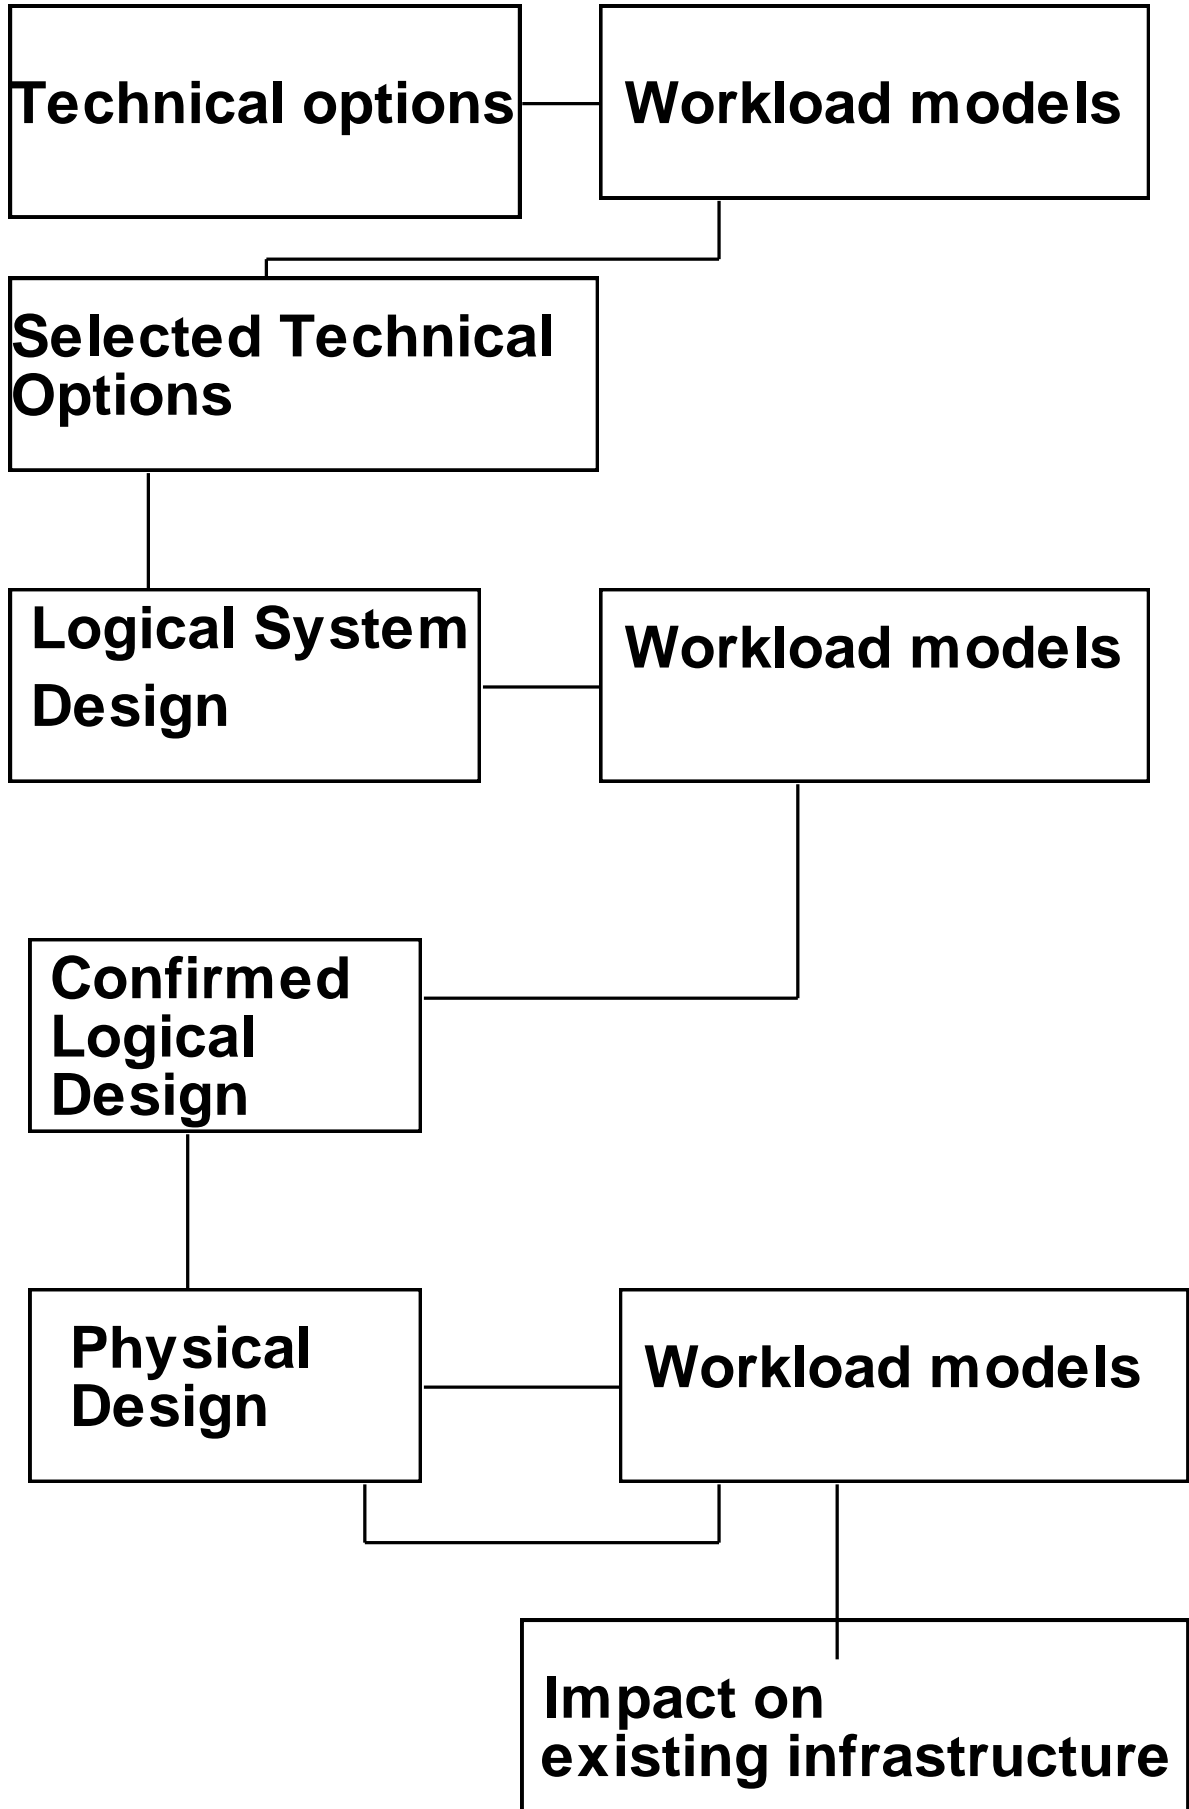 Technical options
Workload models
Selected Technical
Options
Logical System
Design
Workload models
Confirmed
Logical
Design
Physical
Design
Workload models
Impact on
existing infrastructure